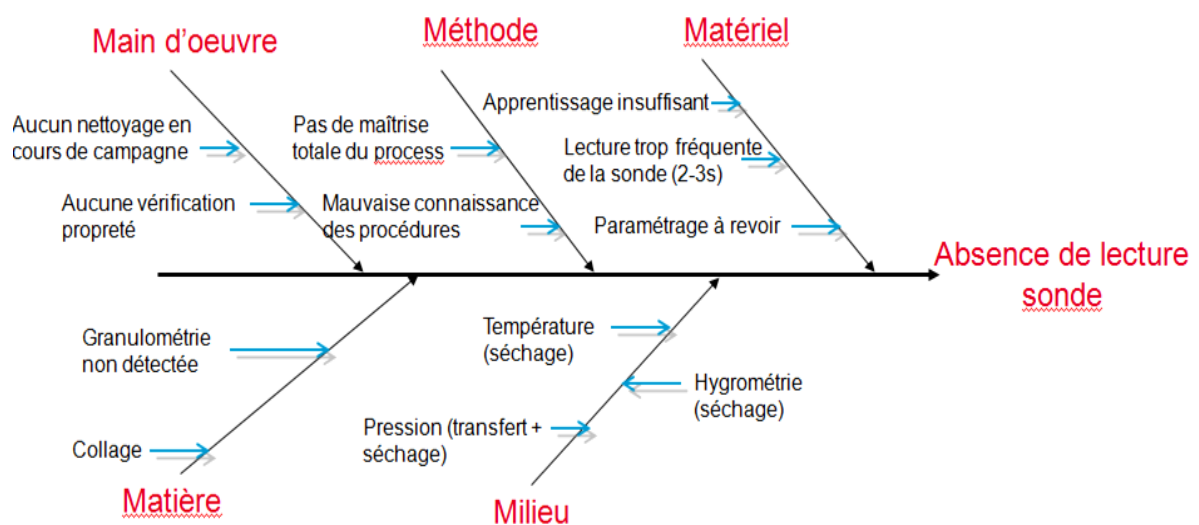 Main d'oeuvre
Méthode
Matériel
Aucun nettoyage en
cours de campagne
Aucune vérification
propreté
Pas de maîtrise
totale du process
Mauvaise connaissance
des procédures
Apprentissage insuffisant
Lecture trop fréquente
de la sonde (2-3s)
Paramétrage à revoir
Absence de lecture
sonde
Granulométrie
non détectée
Collage
Température
(séchage)
Hygrométrie
(séchage)
Pression (transfert +
séchage)
Matière
Milieu